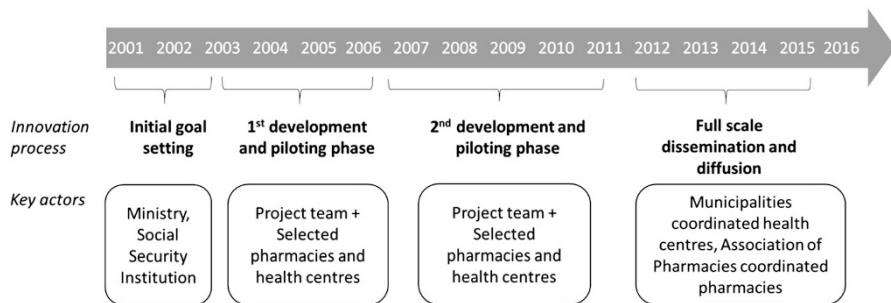 2001 2002 2003 2004 2005 2006 2007 2008 2009 2010 2011 2012 2013 2014 2015 2016
Innovation
process
Initial goal
setting
1st development
and piloting phase
2nd development and
piloting phase
Full scale
dissemination and
diffusion
Key actors
Ministry,
Social
Security
Institution
Project team +
Selected
pharmacies and
health centres
Project team +
Selected
pharmacies and
health centres
Municipalities
coordinated health
centres, Association of
Pharmacies coordinated
pharmacies